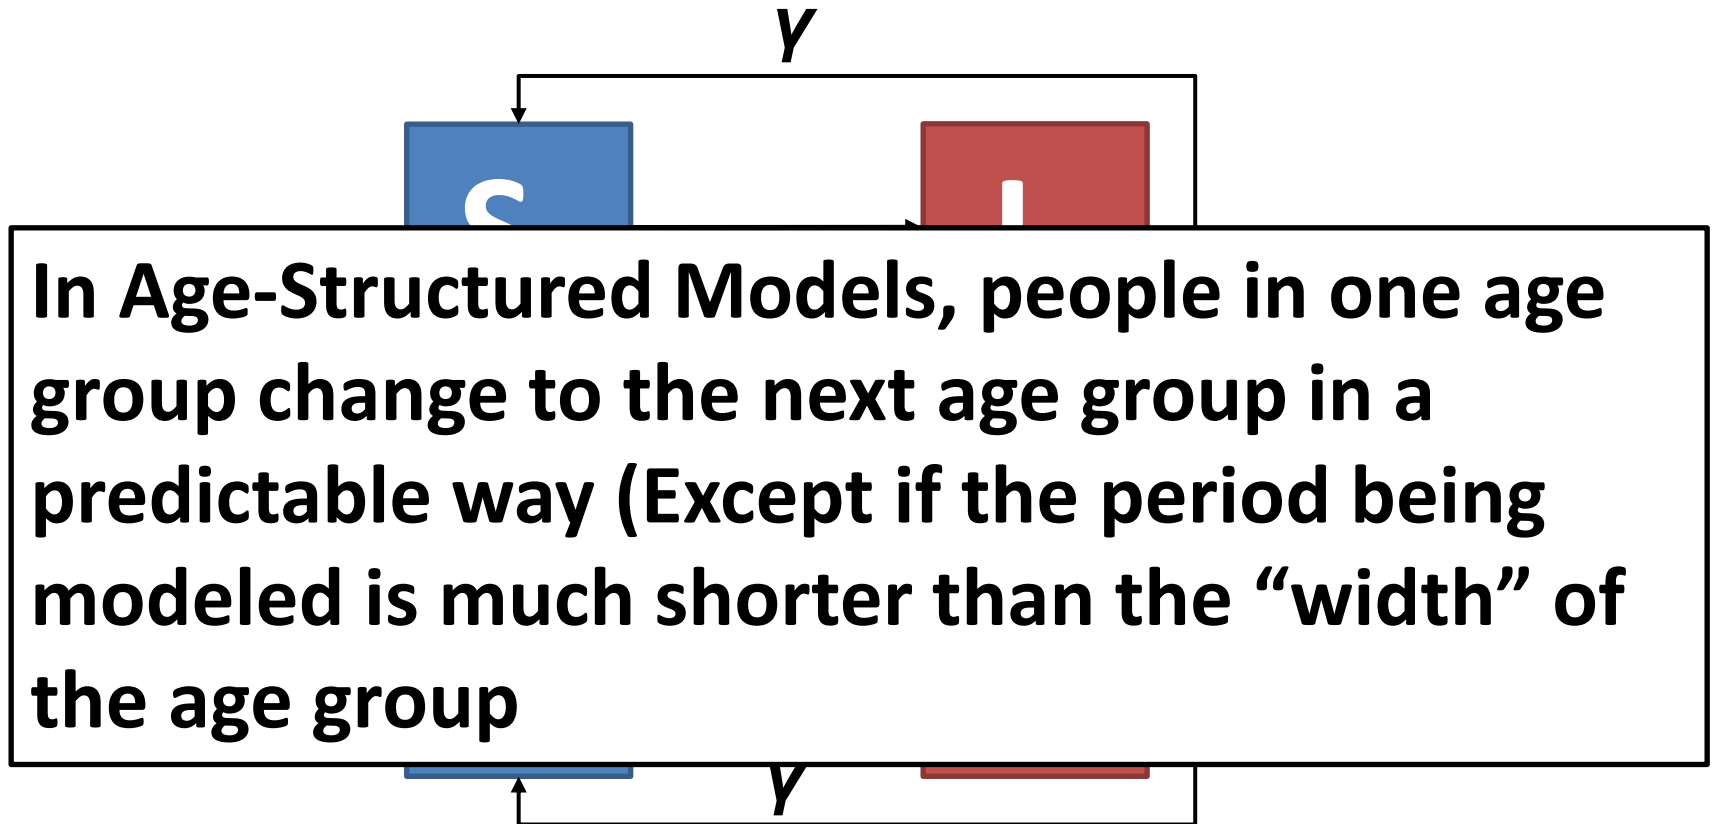 γ
S
I
In Age-Structured Models, people in one age
group change to the next age group in a
predictable way (Except if the period being
modeled is much shorter than the “width” of
the age group
γ